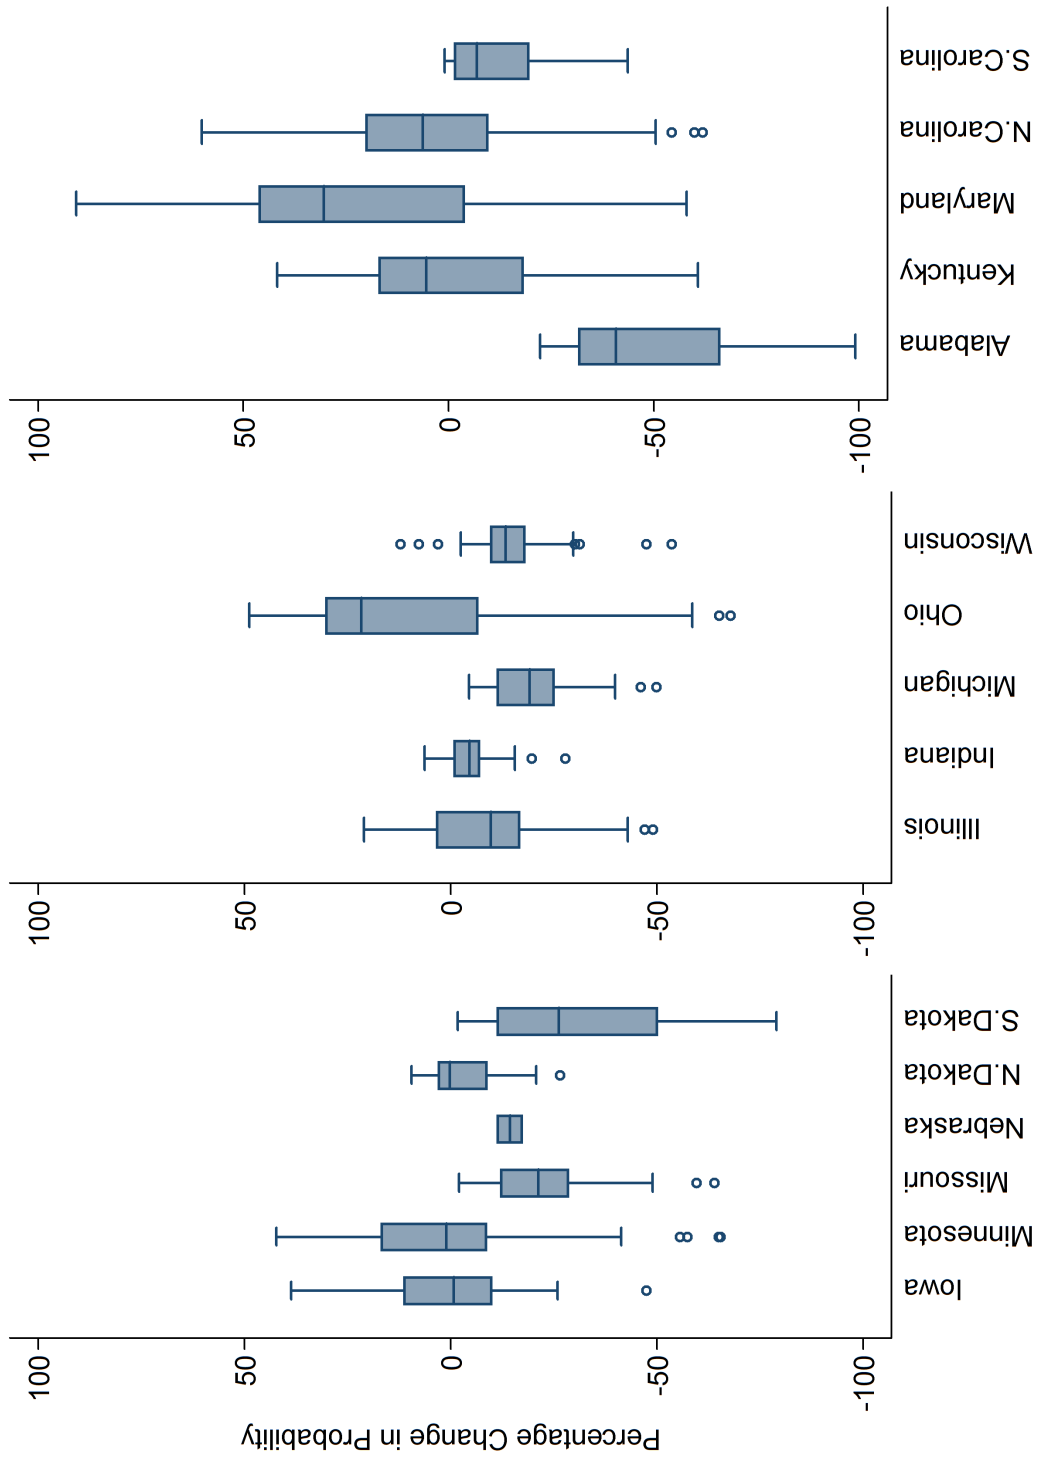 S.Carolina
N.Carolina
Maryland
Kentucky
Alabama
100
50
0
-50
-100
Wisconsin
Ohio
Michigan
Indiana
Illinois
100
50
0
-50
-100
S.Dakota
N.Dakota
Nebraska
Missouri
Minnesota
Iowa
100
50
0
-50
-100
Percentage Change in Probability